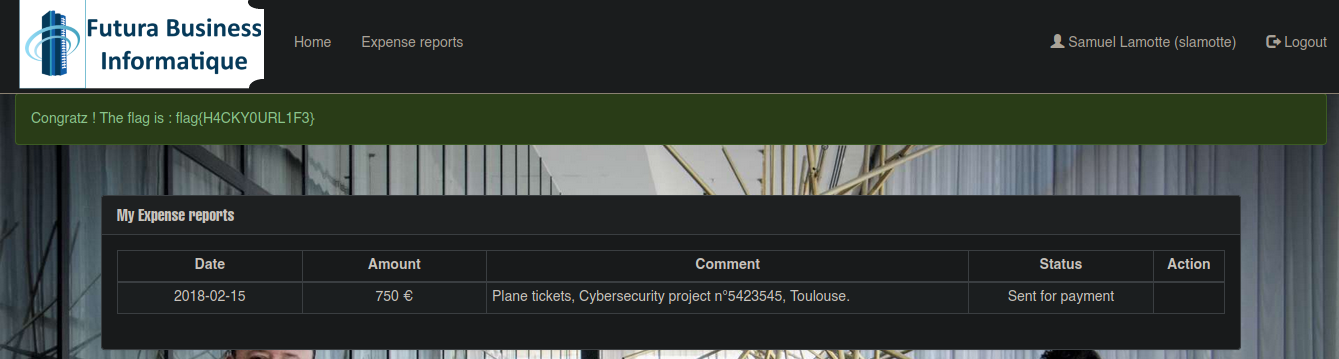 Futura Business
Informatique
Home
Expense reports
Samuel Lamotte (slamotte)
Logout
Congratz ! The flag is : flag{H4CKY0URL1F3}
My Expense reports
Date Amount Comment Status Action
2018-02-15 750 € Plane tickets, Cybersecurity project n°5423545, Toulouse. Sent for payment